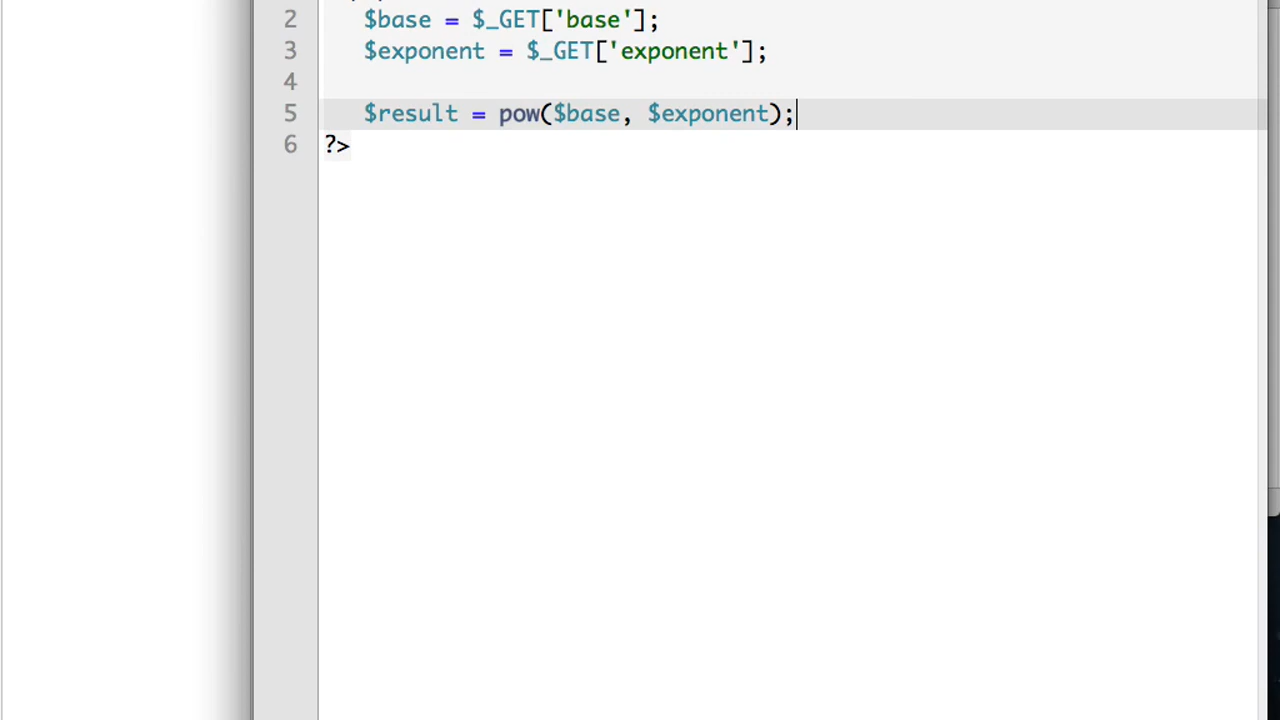 2 $base = $_GET['base'];
3 $exponent = $_GET['exponent'];
4
5 $result = pow($base, $exponent);
6 ?>